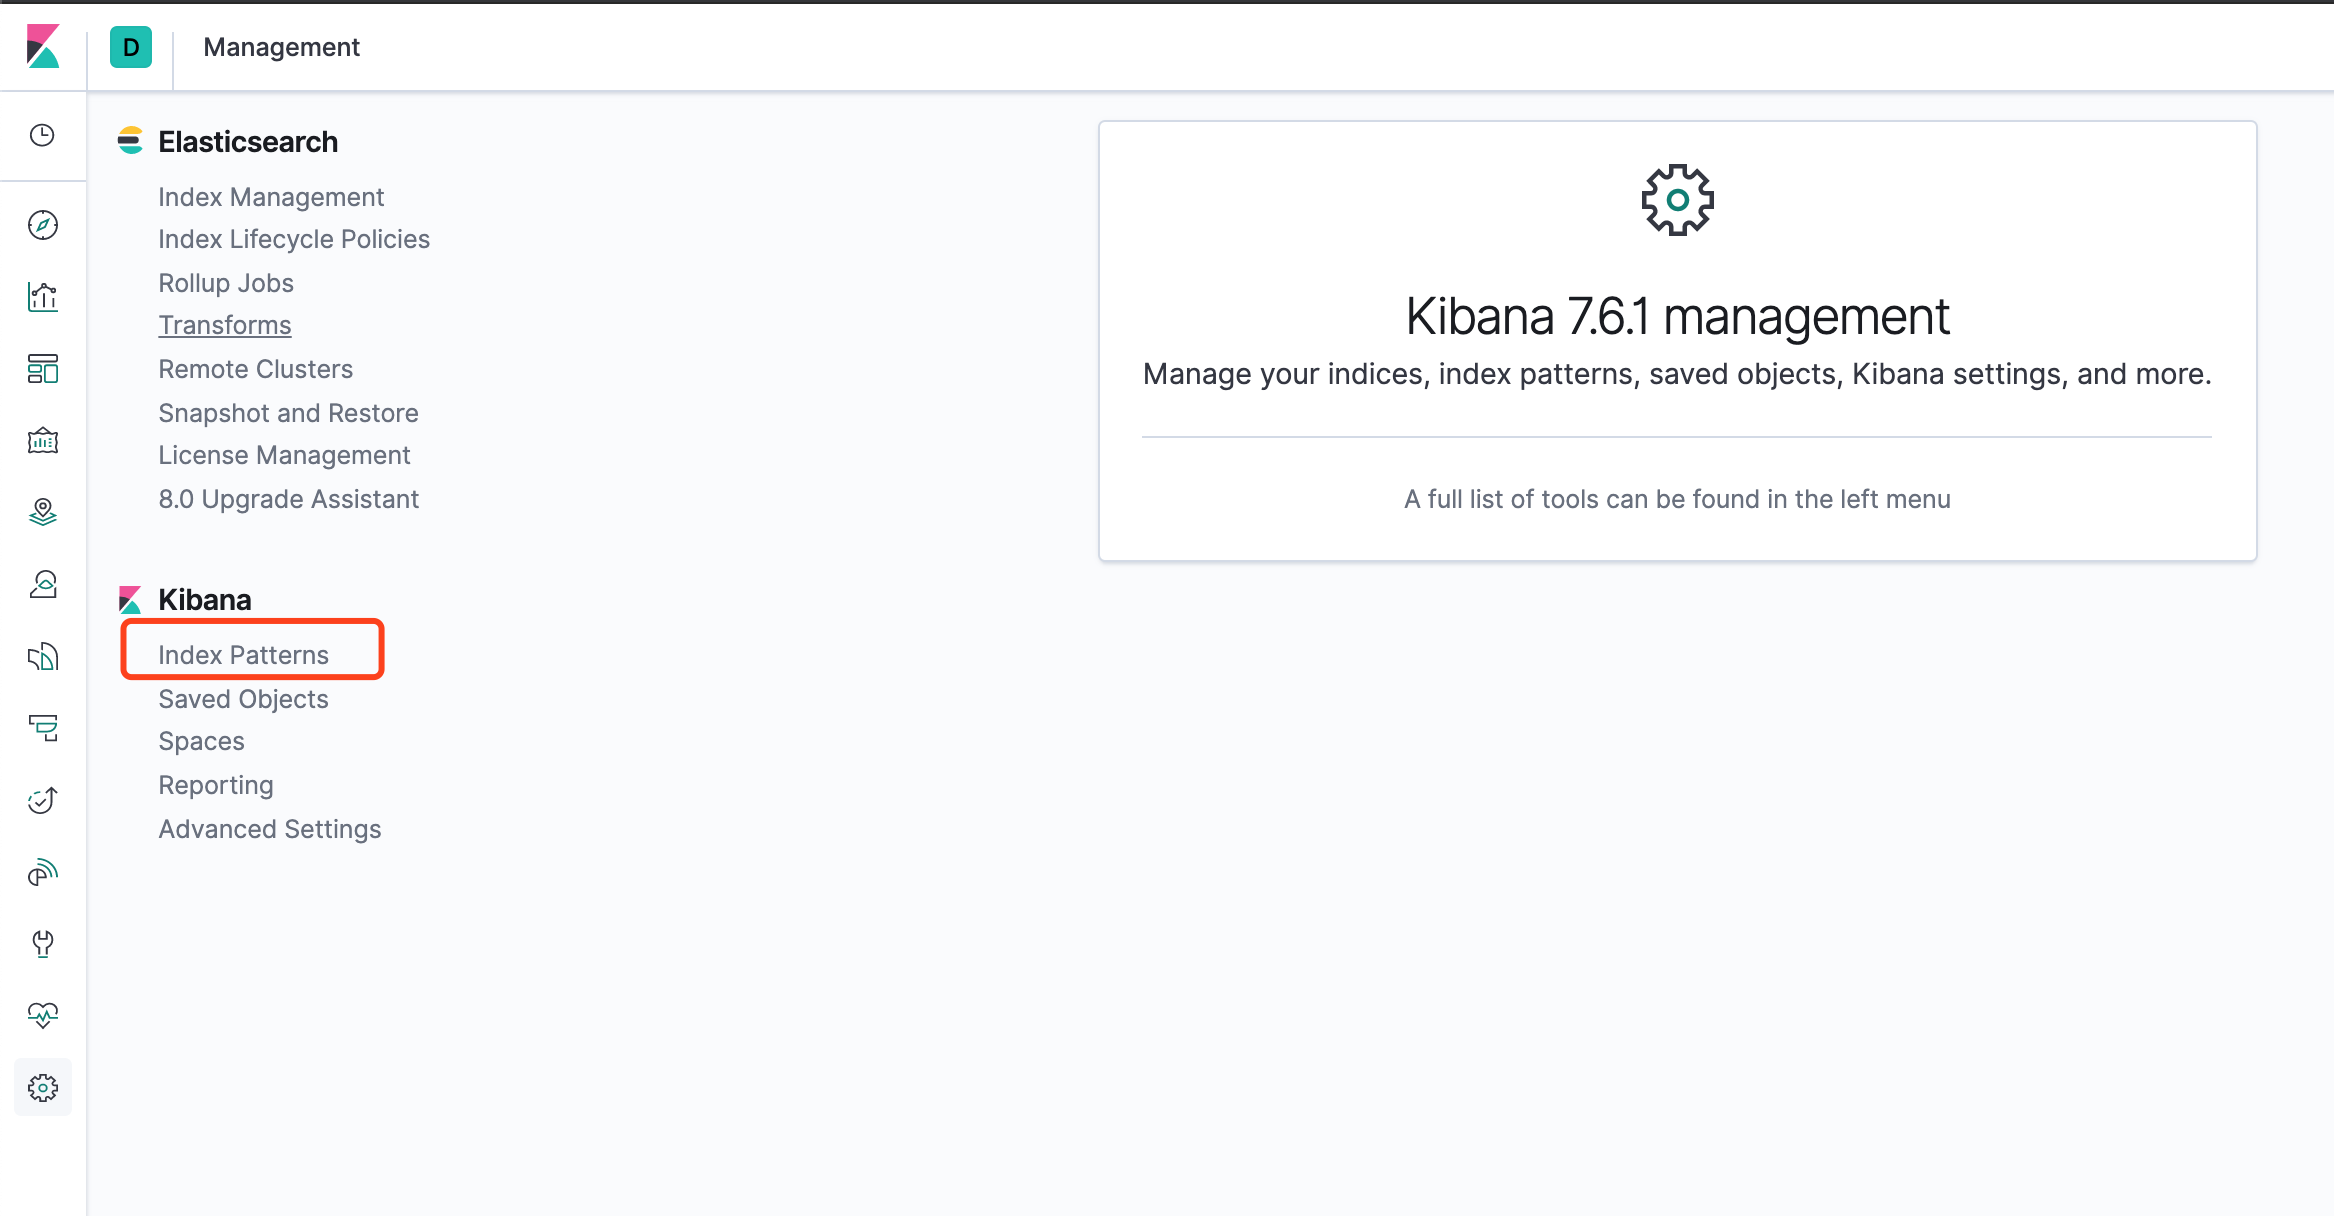 D
Management
Elasticsearch
Index Management
Index Lifecycle Policies
Rollup Jobs
Transforms
Remote Clusters
Snapshot and Restore
License Management
8.0 Upgrade Assistant
Kibana
Index Patterns
Saved Objects
Spaces
Reporting
Advanced Settings
Kibana 7.6.1 management
Manage your indices, index patterns, saved objects, Kibana settings, and more.
A full list of tools can be found in the left menu